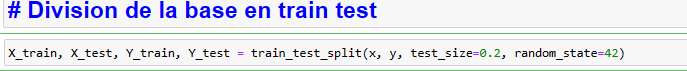 # Division de la base en train test
X_train, X_test, Y_train, Y_test = train_test_split(x, y, test_size=0.2, random_state=42)